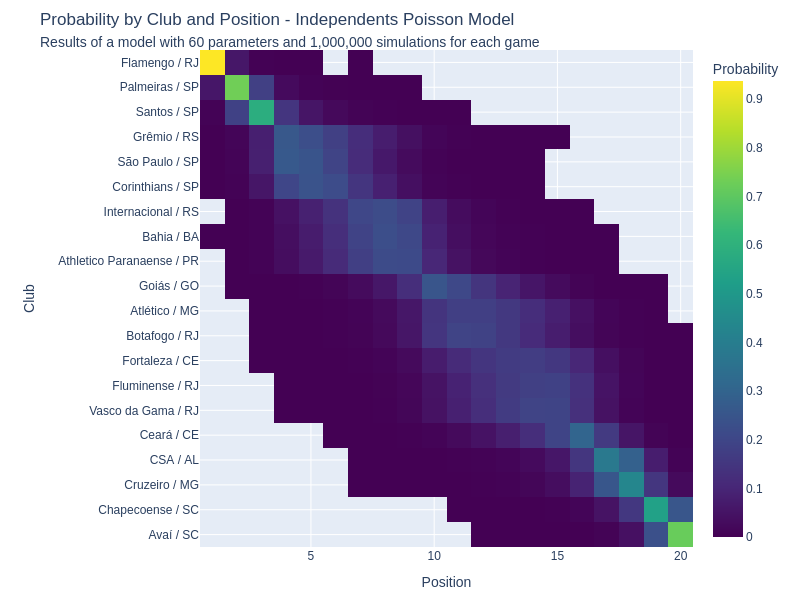 Probability by Club and Position - Independents Poisson Model
Results of a model with 60 parameters and 1,000,000 simulations for each game
Probability
Flamengo / RJ
Palmeiras / SP
Santos / SP
Grêmio / RS
São Paulo / SP
Corinthians / SP
Internacional / RS
Bahia / BA
Athletico Paranaense / PR
Goiás / GO
Atlético / MG
Botafogo / RJ
Fortaleza / CE
Fluminense / RJ
Vasco da Gama / RJ
Ceará / CE
CSA / AL
Cruzeiro / MG
Chapecoense / SC
Avaí / SC
Club
5
10
15
20
Position
0.9
0.8
0.7
0.6
0.5
0.4
0.3
0.2
0.1
0